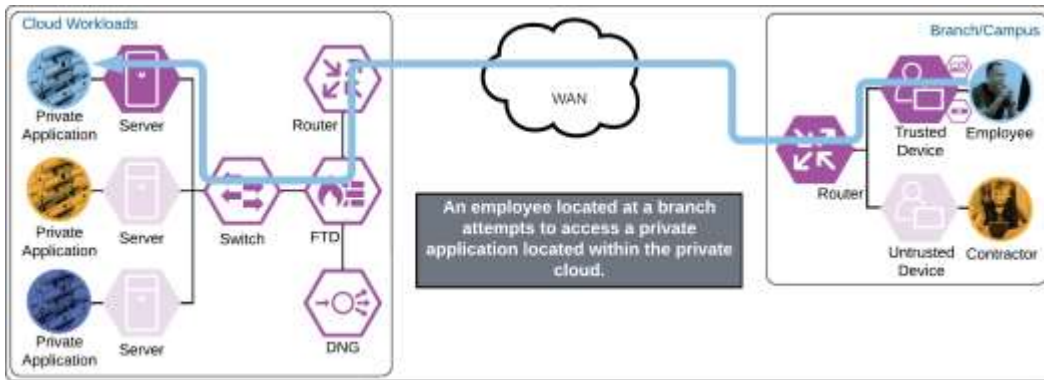 Cloud Workloads
Branch/Campus
Private
Application
Server
Router
WAN
Trusted
Device
Employee
Router
Private
Application
Server
Switch
FTD
An employee located at a branch
attempts to access a private
application located within the private
cloud.
Untrusted
Device
Contractor
Private
Application
Server
DNG